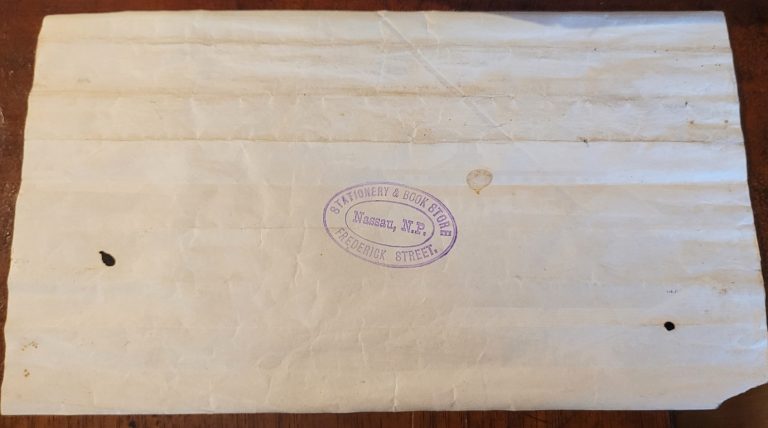 STATIONERY & BOOK STORE
Nassau, N.P.
FREDERICK STREET.